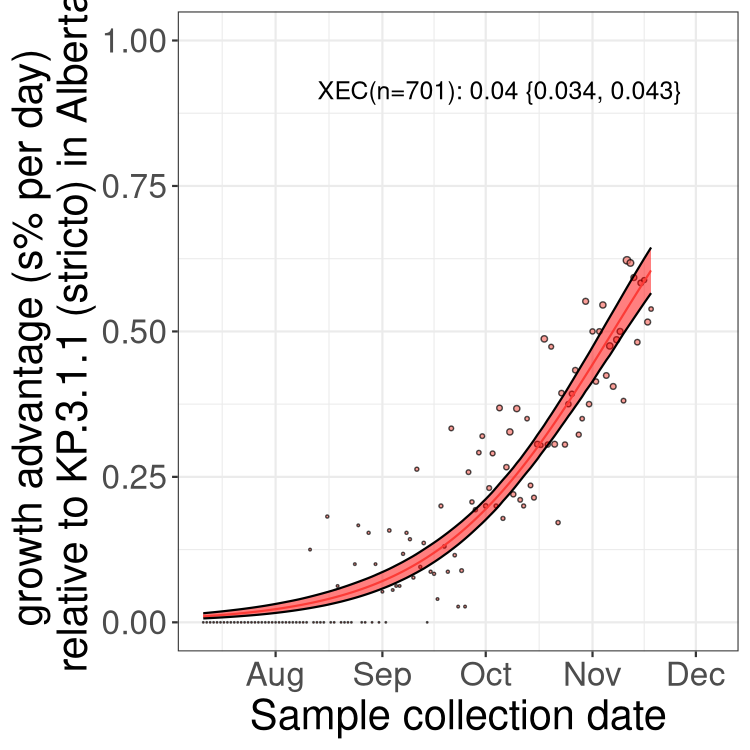 growth advantage (s% per day)
relative to KP.3.1.1 (stricto) in Alberta
1.00
0.75
0.50
0.25
0.00
XEC(n=701): 0.04 {0.034, 0.043}
Aug Sep Oct Nov Dec
Sample collection date